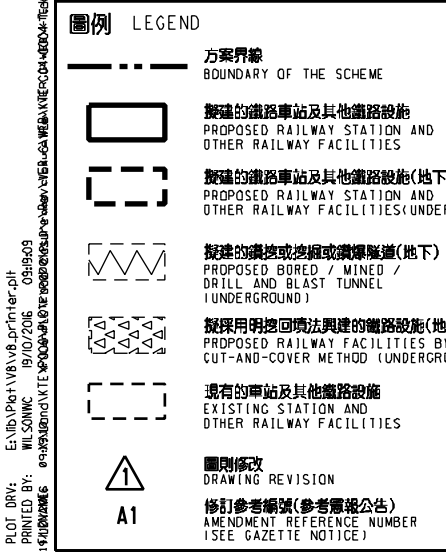 圖例 LEGEND
方案界線
BOUNDARY OF THE SCHEME
擬建的鐵路車站及其他鐵路設施
PROPOSED RAILWAY STATION AND
OTHER RAILWAY FACILITIES
擬建的鐵路車站及其他鐵路設施(地下
PROPOSED RAILWAY STATION AND
OTHER RAILWAY FACILITIES(UNDER
擬建的鑽挖或挖掘或鑽爆隧道(地下)
PROPOSED BORED / MINED /
DRILL AND BLAST TUNNEL
(UNDERGROUND)
擬採用明挖回填法興建的鐵路設施(地
PROPOSED RAILWAY FACILITIES BY
CUT-AND-COVER METHOD (UNDERGRO
現有的車站及其他鐵路設施
EXISTING STATION AND
OTHER RAILWAY FACILITIES
1
圖則修改
DRAWING REVISION
A1
修訂參考編號(參看憲報公告)
AMENDMENT REFERENCE NUMBER
(SEE GAZETTE NOTICE)
PLOT DRV: E:\lib\Plot\V8\v8_printer.plt
PRINTED BY: WILSONWC 19/10/2016 09:19:09